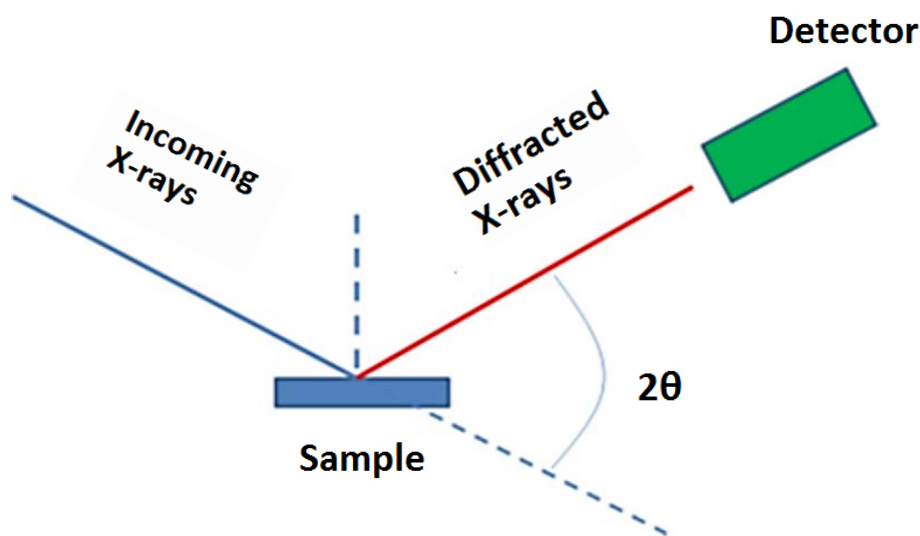 Detector
Incoming
X-rays
Diffracted
X-rays
2θ
Sample